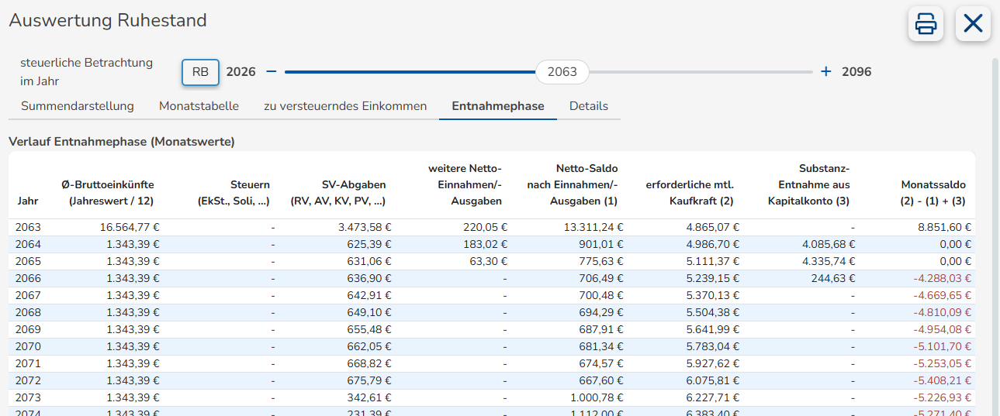 Auswertung Ruhestand
steuerliche Betrachtung
im Jahr
RB 2026 − 2063 + 2096
Summendarstellung Monatstabelle zu versteuerndes Einkommen Entnahmephase Details
Verlauf Entnahmephase (Monatswerte)
weitere Netto- Netto-Saldo Substanz-
Ø-Bruttoeinkünfte Steuern SV-Abgaben Einnahmen/- nach Einnahmen/- erforderliche mtl. Entnahme aus Monatssaldo
Jahr (Jahreswert / 12) (EkSt., Soli, ...) (RV, AV, KV, PV, ...) Ausgaben Ausgaben (1) Kaufkraft (2) Kapitalkonto (3) (2) - (1) + (3)
2063 16.564,77 € - 3.473,58 € 220,05 € 13.311,24 € 4.865,07 € - 8.851,60 €
2064 1.343,39 € - 625,39 € 183,02 € 901,01 € 4.986,70 € 4.085,68 € 0,00 €
2065 1.343,39 € - 631,06 € 63,30 € 775,63 € 5.111,37 € 4.335,74 € 0,00 €
2066 1.343,39 € - 636,90 € - 706,49 € 5.239,15 € 244,63 € -4.288,03 €
2067 1.343,39 € - 642,91 € - 700,48 € 5.370,13 € - -4.669,65 €
2068 1.343,39 € - 649,10 € - 694,29 € 5.504,38 € - -4.810,09 €
2069 1.343,39 € - 655,48 € - 687,91 € 5.641,99 € - -4.954,08 €
2070 1.343,39 € - 662,05 € - 681,34 € 5.783,04 € - -5.101,70 €
2071 1.343,39 € - 668,82 € - 674,57 € 5.927,62 € - -5.253,05 €
2072 1.343,39 € - 675,79 € - 667,60 € 6.075,81 € - -5.408,21 €
2073 1.343,39 € - 342,61 € - 1.000,78 € 6.227,71 € - -5.226,93 €
2074 1.343,39 € - 231,39 € - 1.112,00 € 6.383,40 € - -5.271,40 €